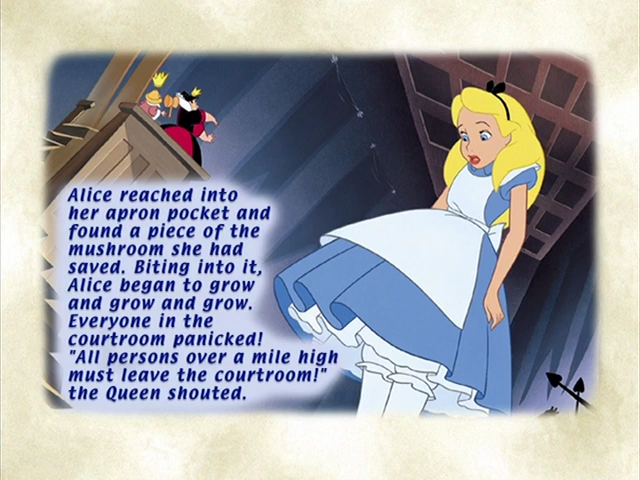 Alice reached into
her apron pocket and
found a piece of the
mushroom she had
saved. Biting into it,
Alice began to grow
and grow and grow.
Everyone in the
courtroom panicked!
"All persons over a mile high
must leave the courtroom!"
the Queen shouted.